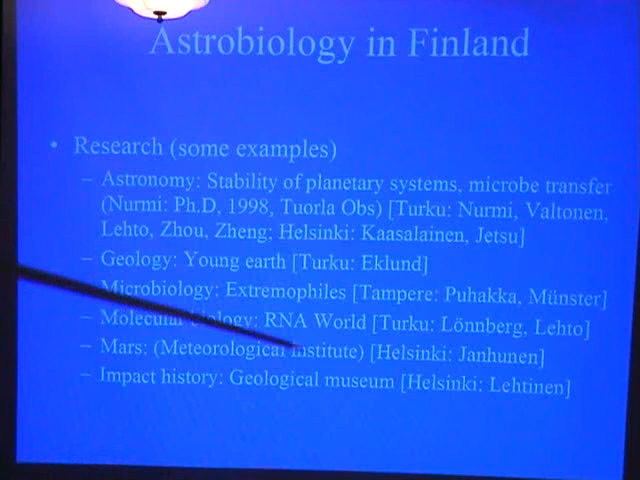 Astrobiology in Finland
• Research (some examples)
– Astronomy: Stability of planetary systems, microbe transfer
(Nurmi: Ph.D, 1998, Tuorla Obs) [Turku: Nurmi, Valtonen,
Lehto, Zhou, Zheng; Helsinki: Kaasalainen, Jetsu]
– Geology: Young earth [Turku: Eklund]
– Microbiology: Extremophiles [Tampere: Puhakka, Münster]
– Molecular biology: RNA World [Turku: Lönnberg, Lehto]
– Mars: (Meteorological institute) [Helsinki: Janhunen]
– Impact history: Geological museum [Helsinki: Lehtinen]